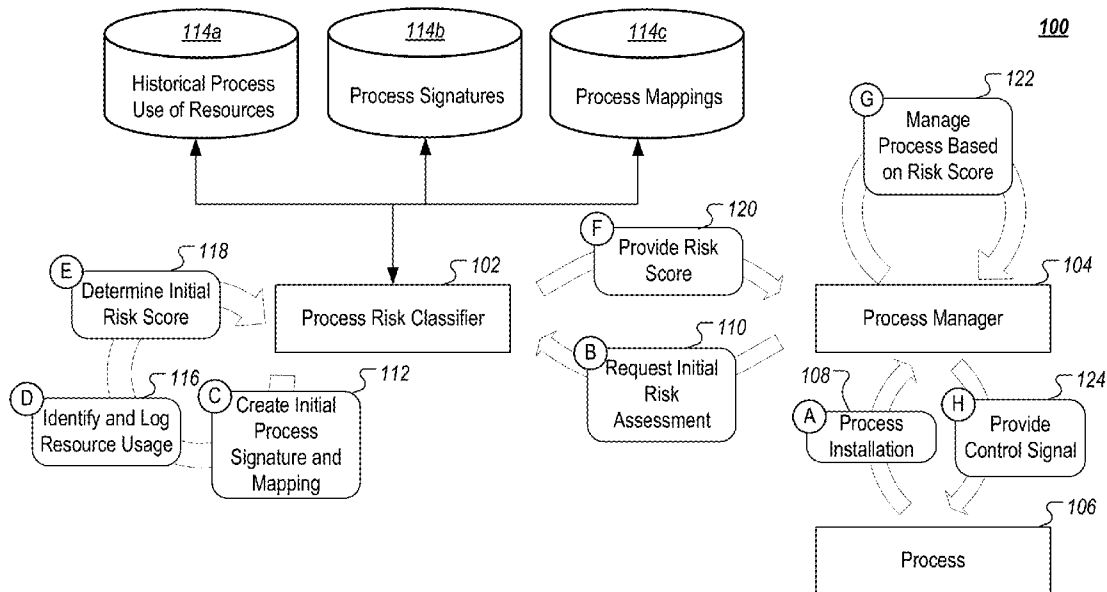 100
114a
Historical Process
Use of Resources
114b
Process Signatures
114c
Process Mappings
G
122
Manage
Process Based
on Risk Score
F
120
Provide Risk
Score
E
118
Determine Initial
Risk Score
102
Process Risk Classifier
104
Process Manager
B
110
Request Initial
Risk
Assessment
D
116
Identify and Log
Resource Usage
C
112
Create Initial
Process
Signature and
Mapping
A
108
Process
Installation
H
124
Provide
Control Signal
106
Process